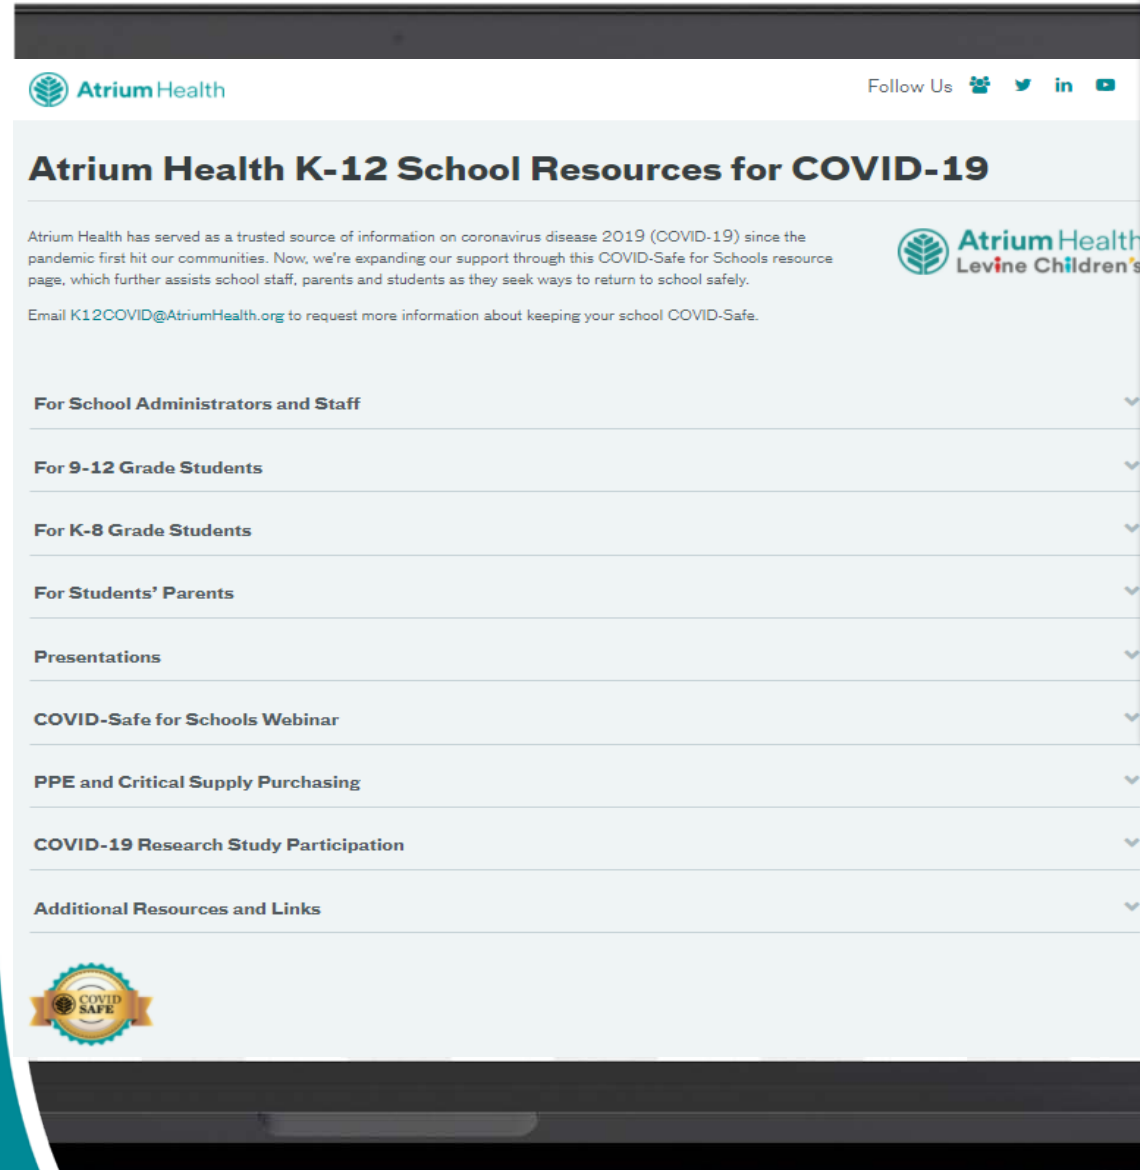 Atrium Health
Follow Us
Atrium Health K-12 School Resources for COVID-19
Atrium Health has served as a trusted source of information on coronavirus disease 2019 (COVID-19) since the
pandemic first hit our communities. Now, we're expanding our support through this COVID-Safe for Schools resource
page, which further assists school staff, parents and students as they seek ways to return to school safely.
Email K12COVID@AtriumHealth.org to request more information about keeping your school COVID-Safe.
Atrium Health
Levine Children's
For School Administrators and Staff
For 9-12 Grade Students
For K-8 Grade Students
For Students' Parents
Presentations
COVID-Safe for Schools Webinar
PPE and Critical Supply Purchasing
COVID-19 Research Study Participation
Additional Resources and Links
COVID
SAFE